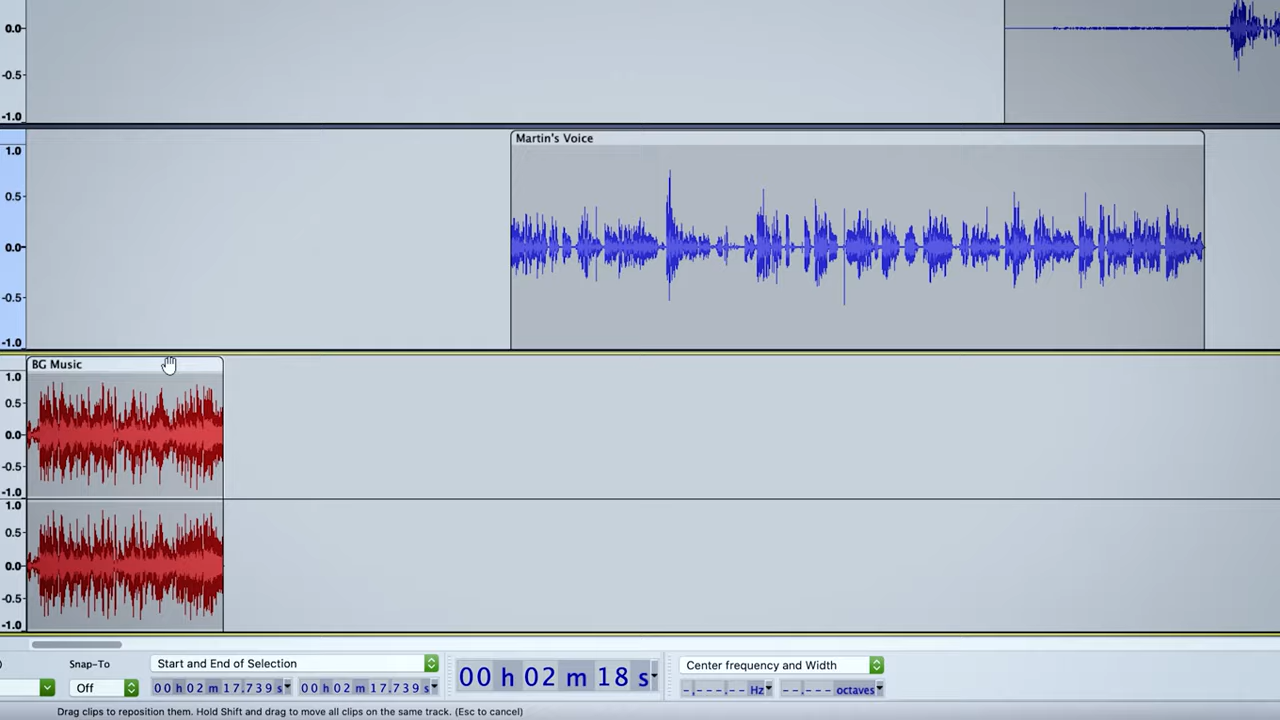 0.0
-0.5
-1.0
Martin's Voice
1.0
0.5
0.0
-0.5
-1.0
BG Music
1.0
0.5
0.0
-0.5
-1.0
1.0
0.5
0.0
-0.5
-1.0
Snap-To
Start and End of Selection
Off
00 h 02 m 17.739 s
00 h 02 m 17.739 s
00 h 02 m 18 s
Center frequency and Width
--.---.-- Hz
--.--- octaves
Drag clips to reposition them. Hold Shift and drag to move all clips on the same track. (Esc to cancel)